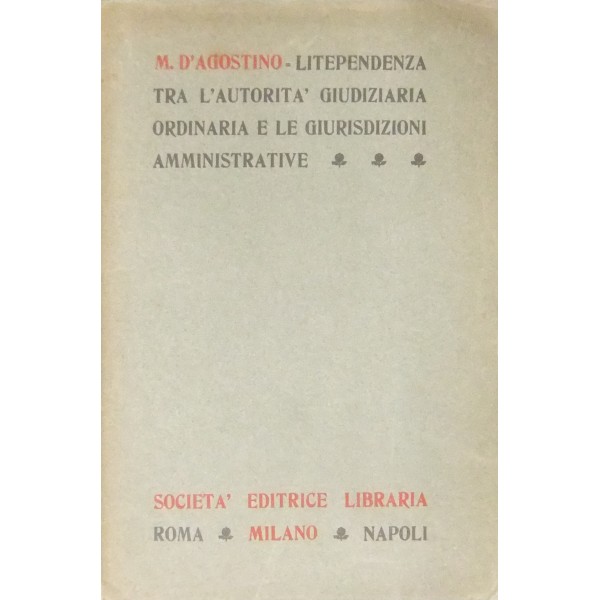 M. D'AGOSTINO - LITEPENDENZA
TRA L'AUTORITA' GIUDIZIARIA
ORDINARIA E LE GIURISDIZIONI
AMMINISTRATIVE
SOCIETA' EDITRICE LIBRARIA
ROMA MILANO NAPOLI